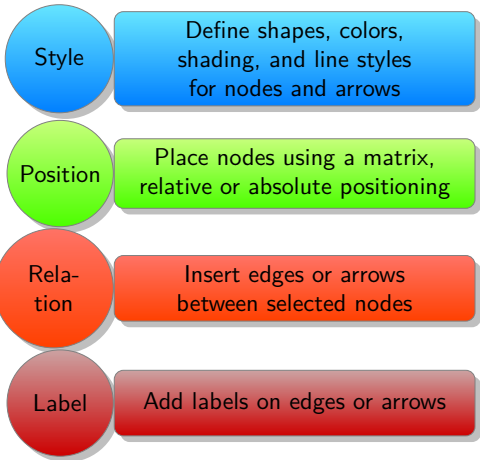 Style
Define shapes, colors,
shading, and line styles
for nodes and arrows
Position
Place nodes using a matrix,
relative or absolute positioning
Rela-
tion
Insert edges or arrows
between selected nodes
Label
Add labels on edges or arrows